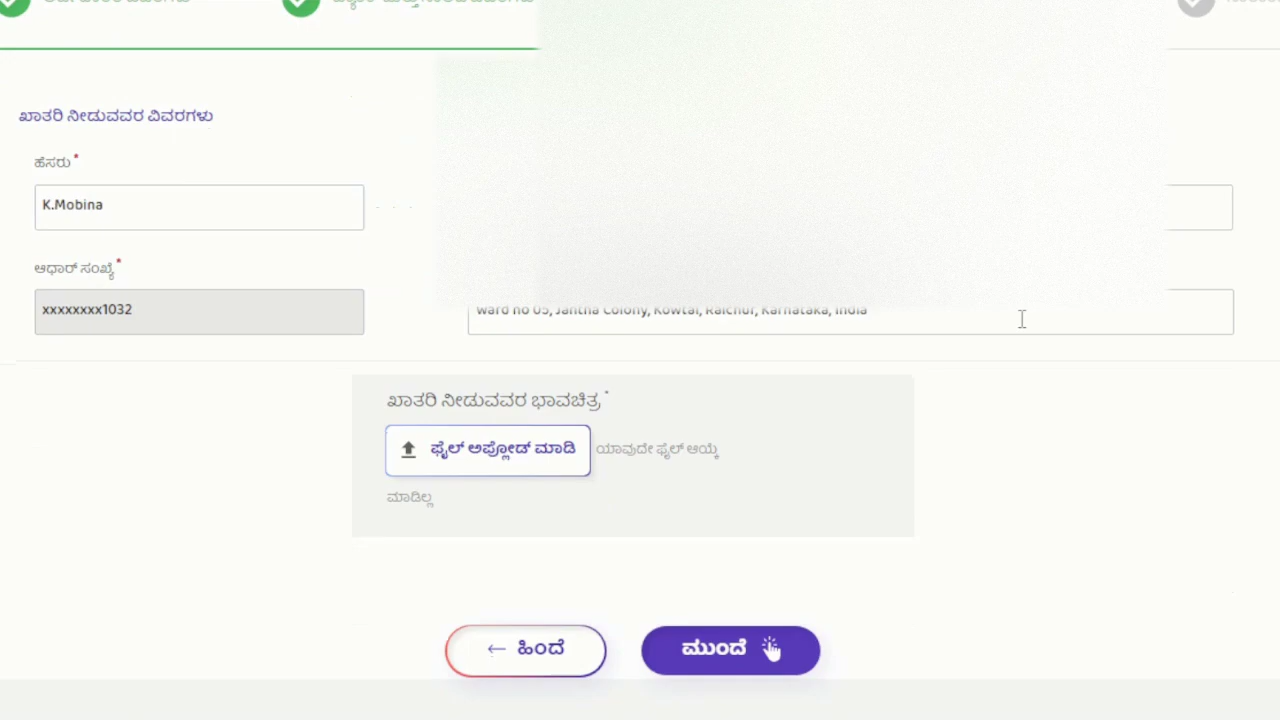 ಖಾತರಿ ನೀಡುವವರ ವಿವರಗಳು
ಹೆಸರು *
K.Mobina
ಆಧಾರ್ ಸಂಖ್ಯೆ *
xxxxxxxx1032
ward no 05, Jantha Colony, Kowtal, Raichur, Karnataka, India
ಖಾತರಿ ನೀಡುವವರ ಭಾವಚಿತ್ರ *
ಫೈಲ್ ಅಪ್ಲೋಡ್ ಮಾಡಿ ಯಾವುದೇ ಫೈಲ್ ಆಯ್ಕೆ
ಮಾಡಿಲ್ಲ
← ಹಿಂದೆ
ಮುಂದೆ